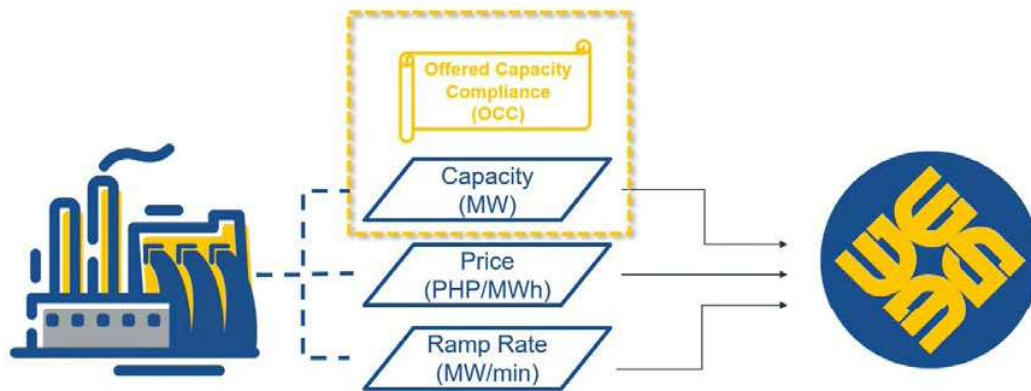 Offered Capacity
Compliance
(OCC)
Capacity
(MW)
Price
(PHP/MWh)
Ramp Rate
(MW/min)